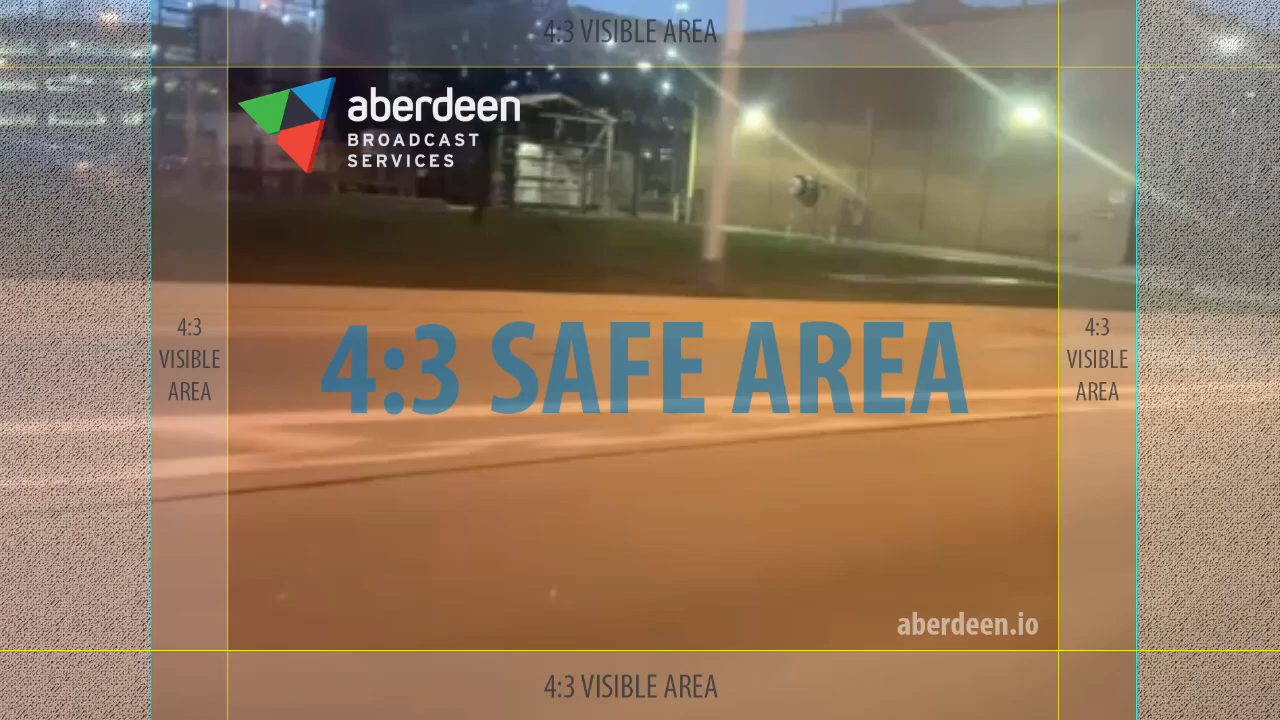 4:3 VISIBLE AREA
aberdeen
BROADCAST
SERVICES
4:3
VISIBLE
AREA
4:3 SAFE AREA
4:3
VISIBLE
AREA
aberdeen.io
4:3 VISIBLE AREA